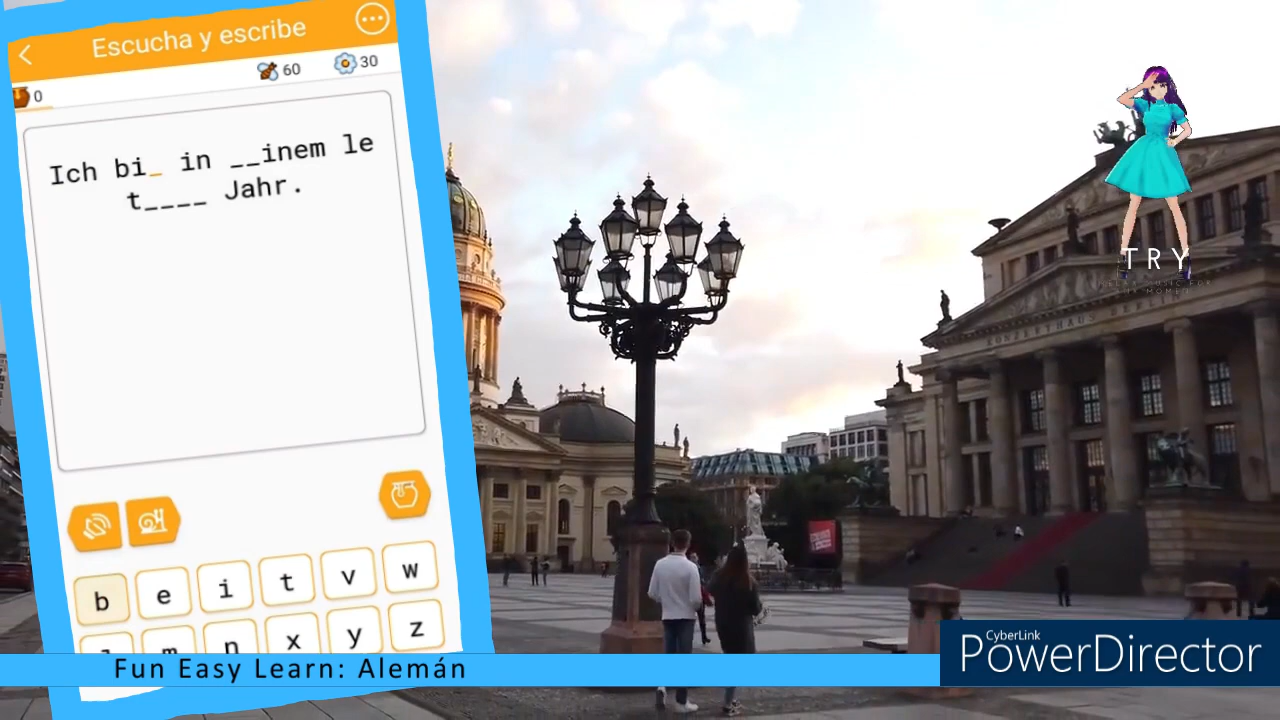 Escucha y escribe
60
30
0
Ich bi_ in __inem le
t____ Jahr.
b e i t v w
n x y z
TRY
KONZERTHAUS
Fun Easy Learn: Alemán
CyberLink
PowerDirector